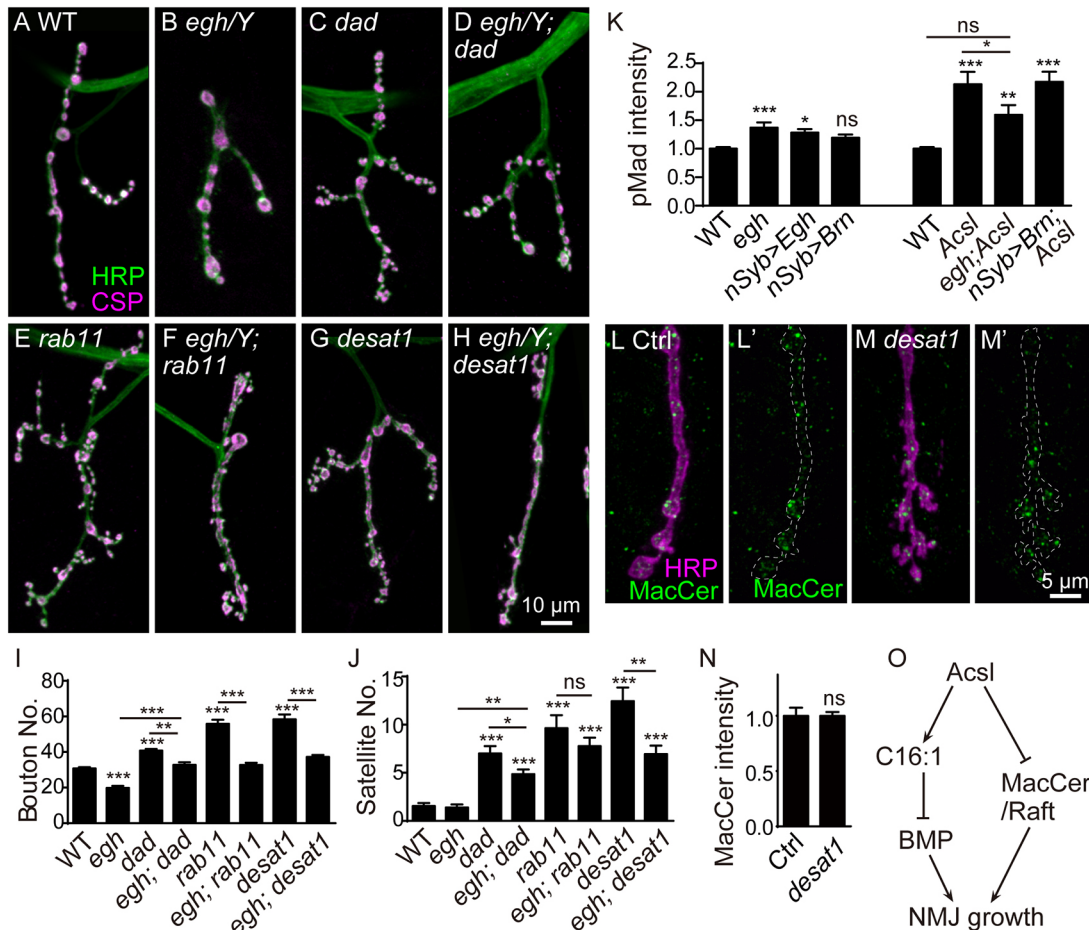 A WT
B egh/Y
C dad
D egh/Y;
dad
HRP
CSP
E rab11
F egh/Y;
rab11
G desat1
H egh/Y;
desat1
10 µm
K
pMad intensity
2.5
2.0
1.5
1.0
0.5
0.0
ns
*
***
*
ns
***
**
***
WT
egh
nSyb>Egh
nSyb>Brn
WT
Acsl
egh;Acsl
nSyb>Brn;
Acsl
L Ctrl
L'
M desat1
M'
HRP
MacCer
MacCer
5 µm
I
Bouton No.
80
60
40
20
0
***
**
***
***
***
***
***
***
WT
egh
dad
egh; dad
rab11
egh; rab11
desat1
egh; desat1
J
Satellite No.
15
10
5
0
**
*
ns
**
***
***
***
***
***
***
WT
egh
dad
egh; dad
rab11
egh; rab11
desat1
egh; desat1
N
MacCer intensity
1.0
0.5
0.0
ns
Ctrl
desat1
O
Acsl
C16:1
MacCer
/Raft
BMP
NMJ growth